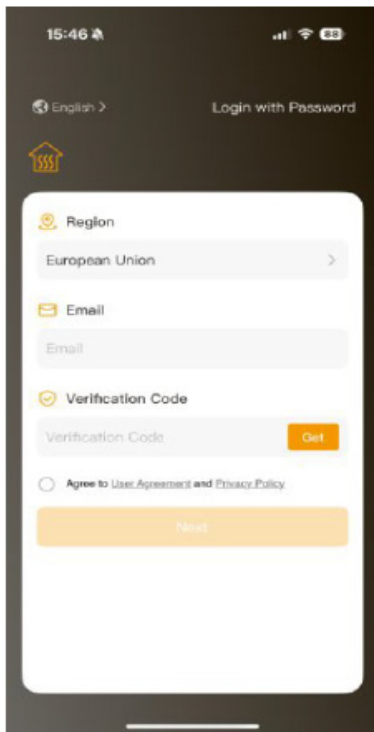 15:46
88
English >
Login with Password
Region
European Union
Email
Email
Verification Code
Verification Code
Get
Agree to User Agreement and Privacy Policy
Next